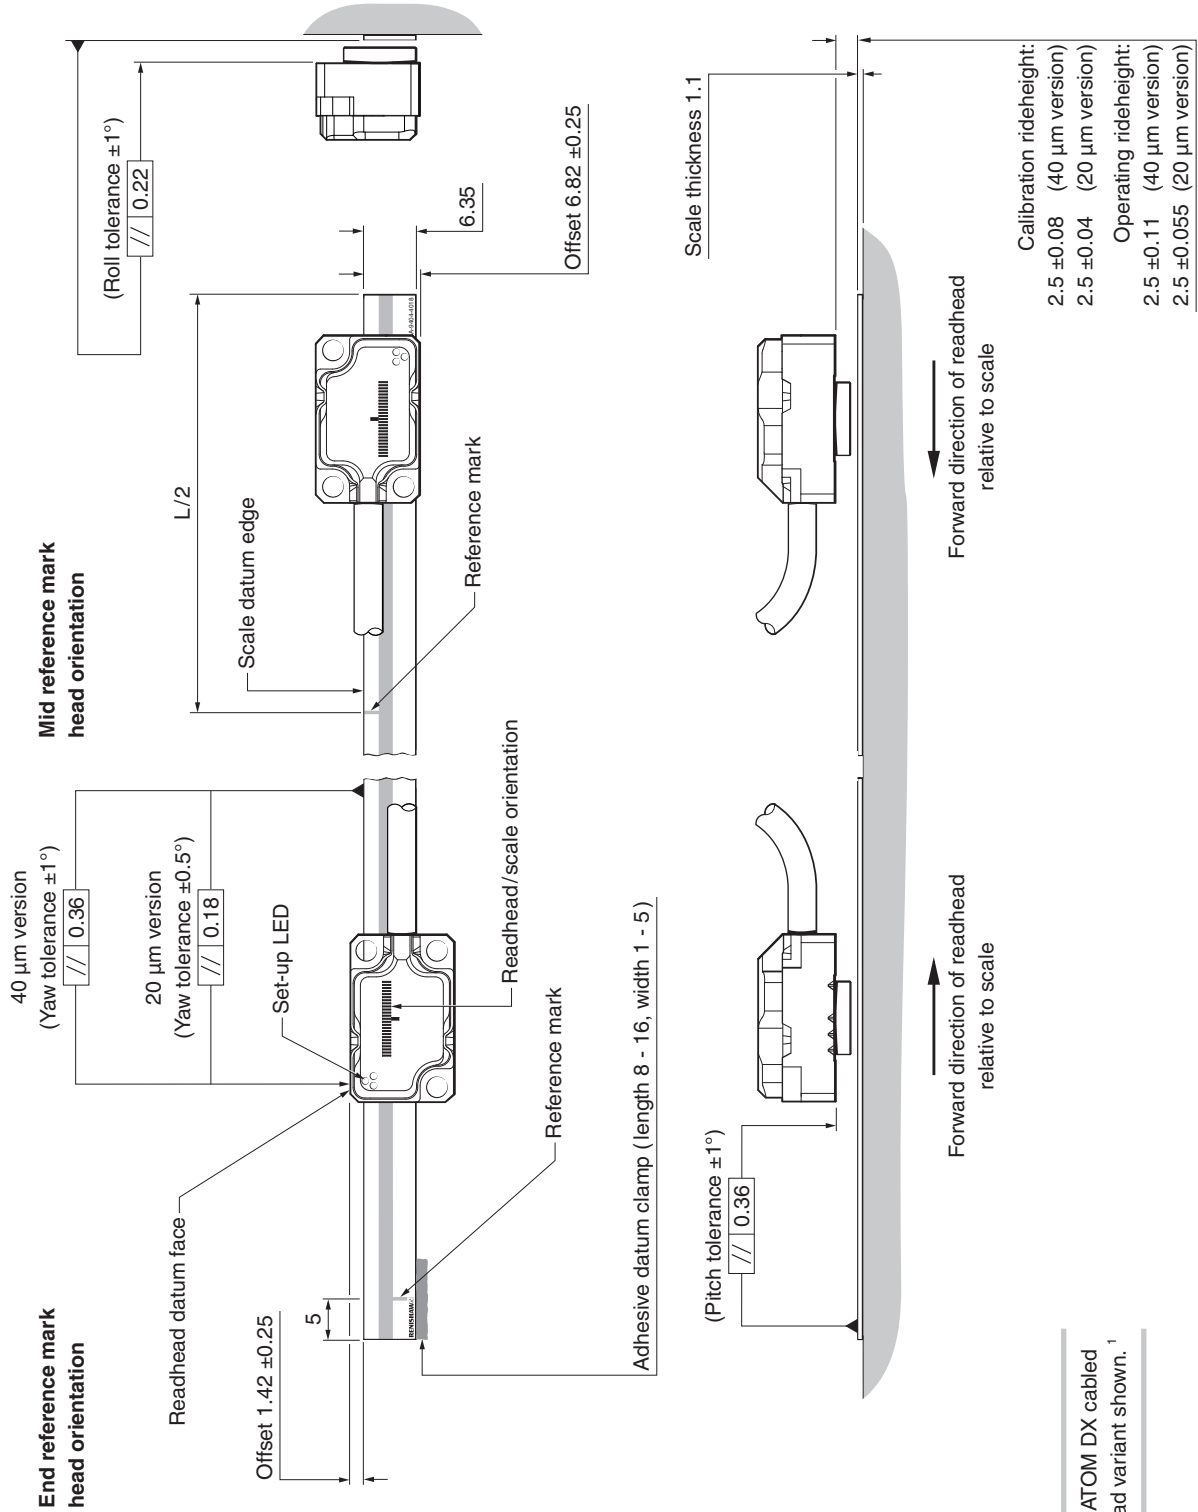 End reference mark
head orientation
Mid reference mark
head orientation
40 µm version
(Yaw tolerance ±1°)
// 0.36
20 µm version
(Yaw tolerance ±0.5°)
// 0.18
(Roll tolerance ±1°)
// 0.22
Readhead datum face
Set-up LED
Scale datum edge
L/2
Offset 1.42 ±0.25
5
RENISHAW
A-9404-4018
6.35
Offset 6.82 ±0.25
Reference mark
Readhead/scale orientation
Reference mark
Adhesive datum clamp (length 8 - 16, width 1 - 5)
Scale thickness 1.1
(Pitch tolerance ±1°)
// 0.36
Forward direction of readhead
relative to scale
Forward direction of readhead
relative to scale
Calibration rideheight:
2.5 ±0.08 (40 µm version)
2.5 ±0.04 (20 µm version)
Operating rideheight:
2.5 ±0.11 (40 µm version)
2.5 ±0.055 (20 µm version)
ATOM DX cabled
ad variant shown. 1